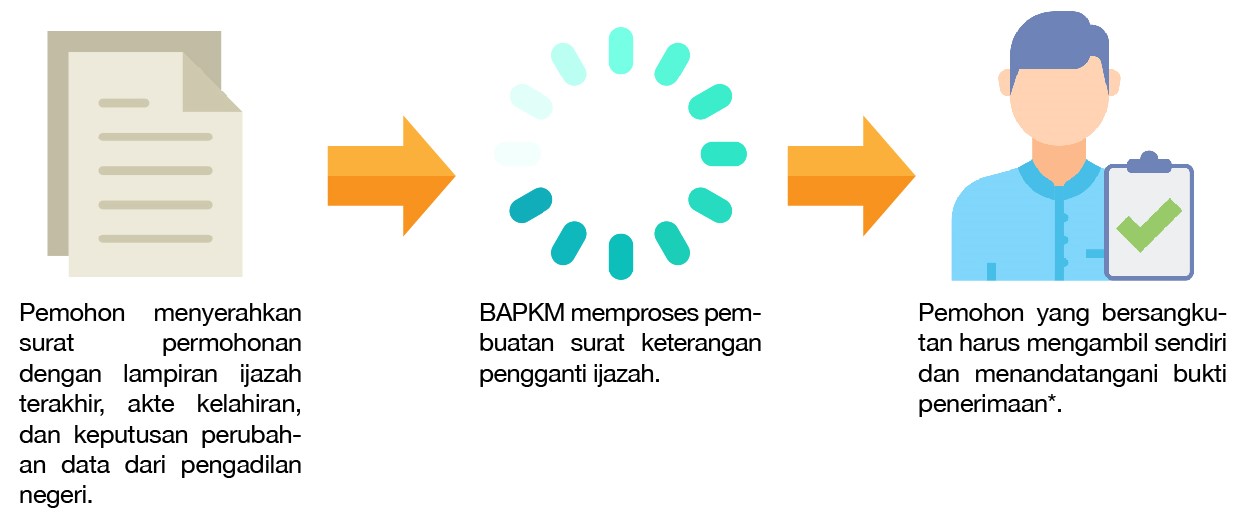 Pemohon menyerahkan
surat permohonan
dengan lampiran ijazah
terakhir, akte kelahiran,
dan keputusan perubah-
an data dari pengadilan
negeri.
BAPKM memproses pem-
buatan surat keterangan
pengganti ijazah.
Pemohon yang bersangku-
tan harus mengambil sendiri
dan menandatangani bukti
penerimaan*.